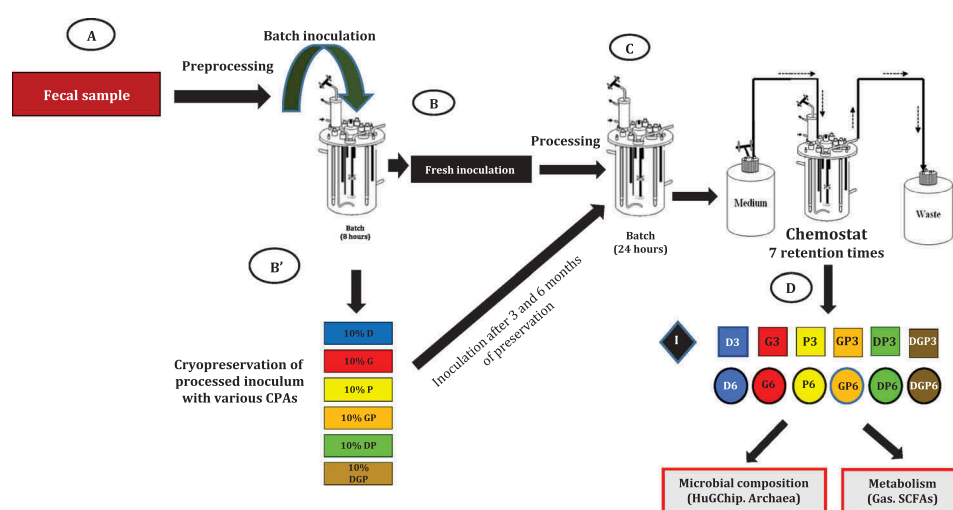 A
Fecal sample
Preprocessing
Batch inoculation
Batch
(8 hours)
B
Fresh inoculation
Processing
C
Batch
(24 hours)
Medium
Waste
Chemostat
7 retention times
B'
Cryopreservation of
processed inoculum
with various CPAs
10% D
10% G
10% P
10% GP
10% DP
10%
DGP
Inoculation after 3 and 6 months
of preservation
D
I
D3
G3
P3
GP3
DP3
DGP3
D6
G6
P6
GP6
DP6
DGP6
Microbial composition
(HuGChip. Archaea)
Metabolism
(Gas. SCFAs)